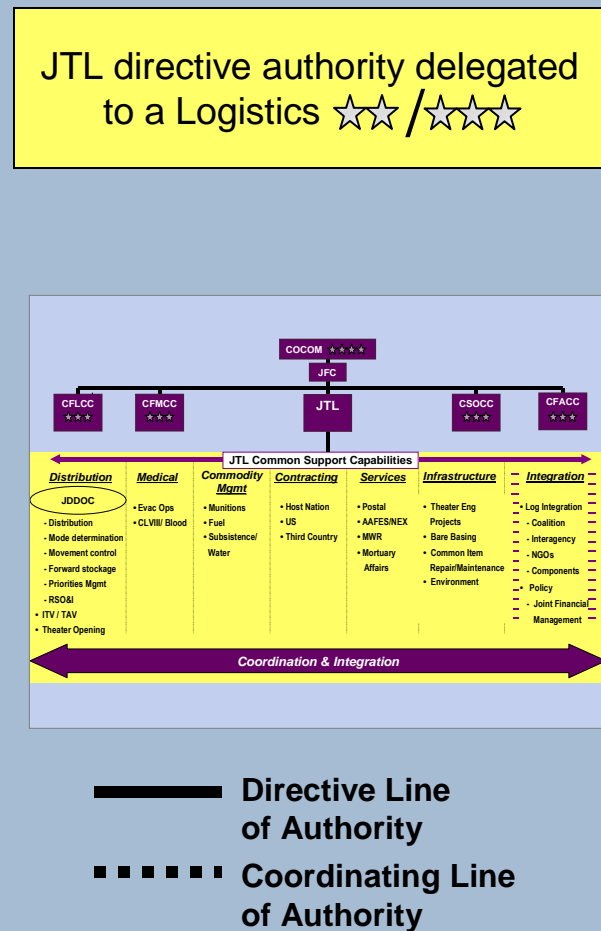 JTL directive authority delegated
to a Logistics ☆☆/☆☆☆
COCOM ☆☆☆☆
JFC
CFLCC
☆☆☆
CFMCC
☆☆☆
JTL
CSOCC
☆☆☆
CFACC
☆☆☆
JTL Common Support Capabilities
Distribution
JDDOC
- Distribution
- Mode determination
- Movement control
- Forward stockage
- Priorities Mgmt
- RSO&I
• ITV / TAV
• Theater Opening
Medical
• Evac Ops
• CLVIII/ Blood
Commodity
Mgmt
• Munitions
• Fuel
• Subsistence/
Water
Contracting
• Host Nation
• US
• Third Country
Services
• Postal
• AAFES/NEX
• MWR
• Mortuary
Affairs
Infrastructure
• Theater Eng
Projects
• Bare Basing
• Common Item
Repair/Maintenance
• Environment
Integration
• Log Integration
- Coalition
- Interagency
- NGOs
- Components
• Policy
- Joint Financial
Management
Coordination & Integration
Directive Line
of Authority
Coordinating Line
of Authority